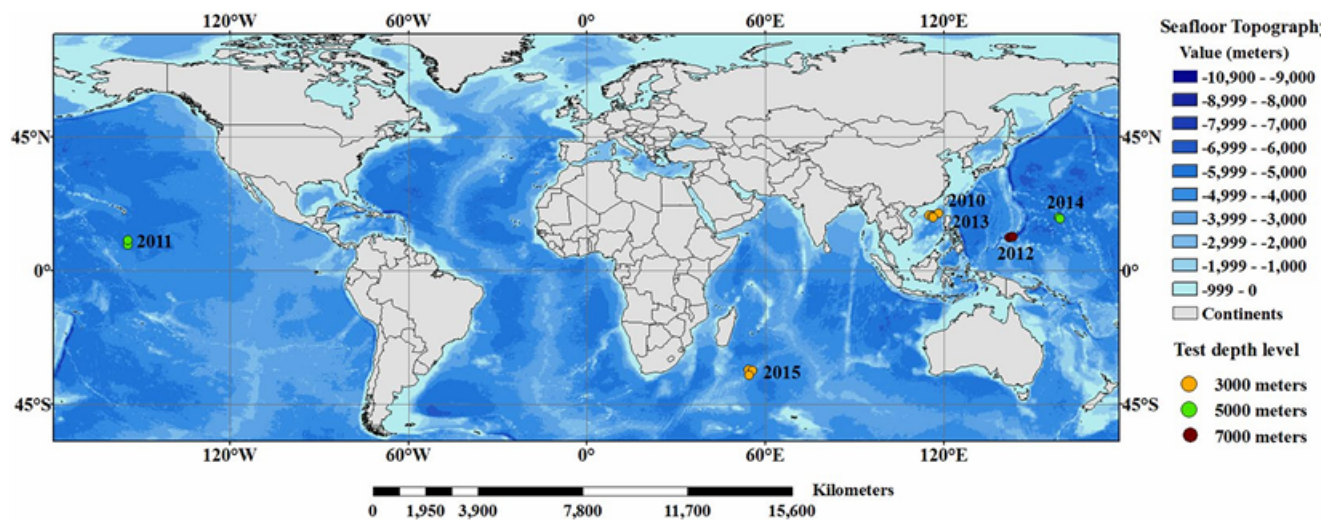 120°W 60°W 0° 60°E 120°E
Seafloor Topography
Value (meters)
-10,900 - -9,000
-8,999 - -8,000
-7,999 - -7,000
-6,999 - -6,000
-5,999 - -5,000
-4,999 - -4,000
-3,999 - -3,000
-2,999 - -2,000
-1,999 - -1,000
-999 - 0
Continents
Test depth level
3000 meters
5000 meters
7000 meters
45°N 45°N
2010
2014
2013
2011
2012
0° 0°
2015
45°S 45°S
120°W 60°W 0° 60°E 120°E
Kilometers
0 1,950 3,900 7,800 11,700 15,600